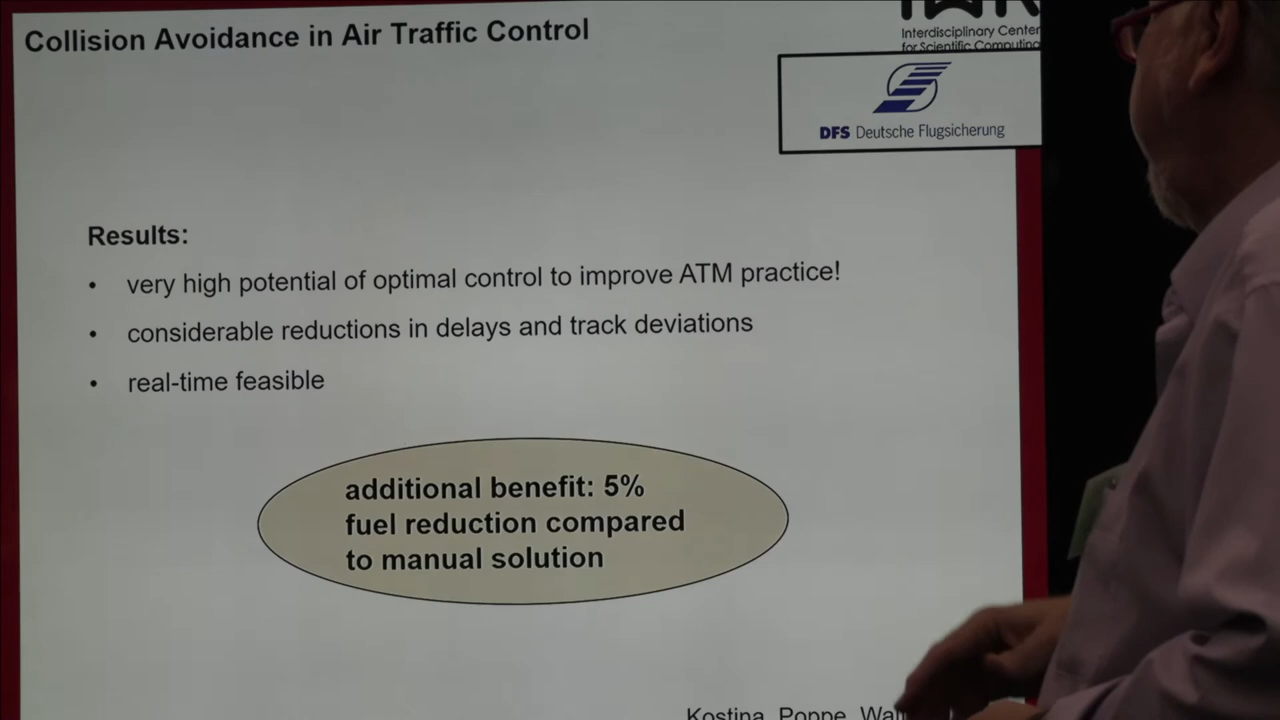 Collision Avoidance in Air Traffic Control
Interdisciplinary Center
for Scientific Computing
DFS Deutsche Flugsicherung
Results:
• very high potential of optimal control to improve ATM practice!
• considerable reductions in delays and track deviations
• real-time feasible
additional benefit: 5%
fuel reduction compared
to manual solution
Kostina, Poppe,